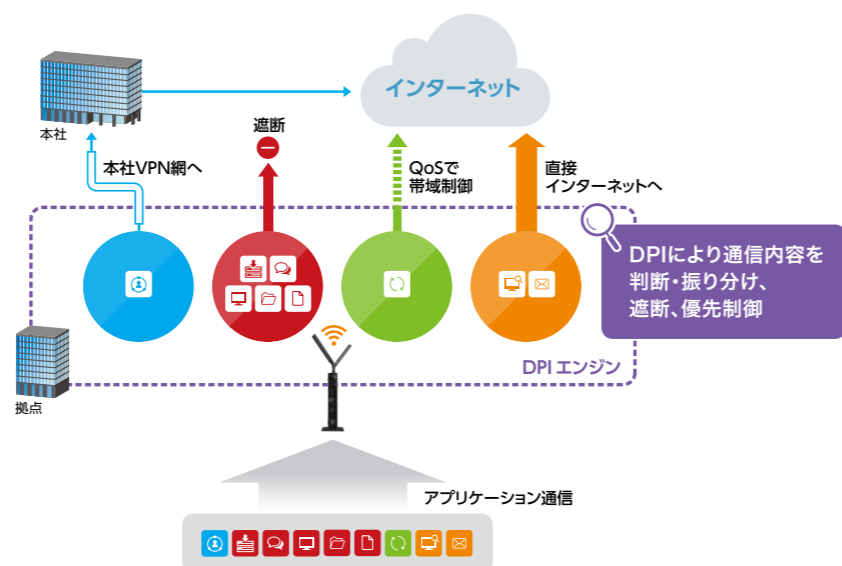 インターネット
本社
遮断
本社VPN網へ
QoSで
帯域制御
直接
インターネットへ
DPIにより通信内容を
判断・振り分け、
遮断、優先制御
DPI エンジン
拠点
アプリケーション通信